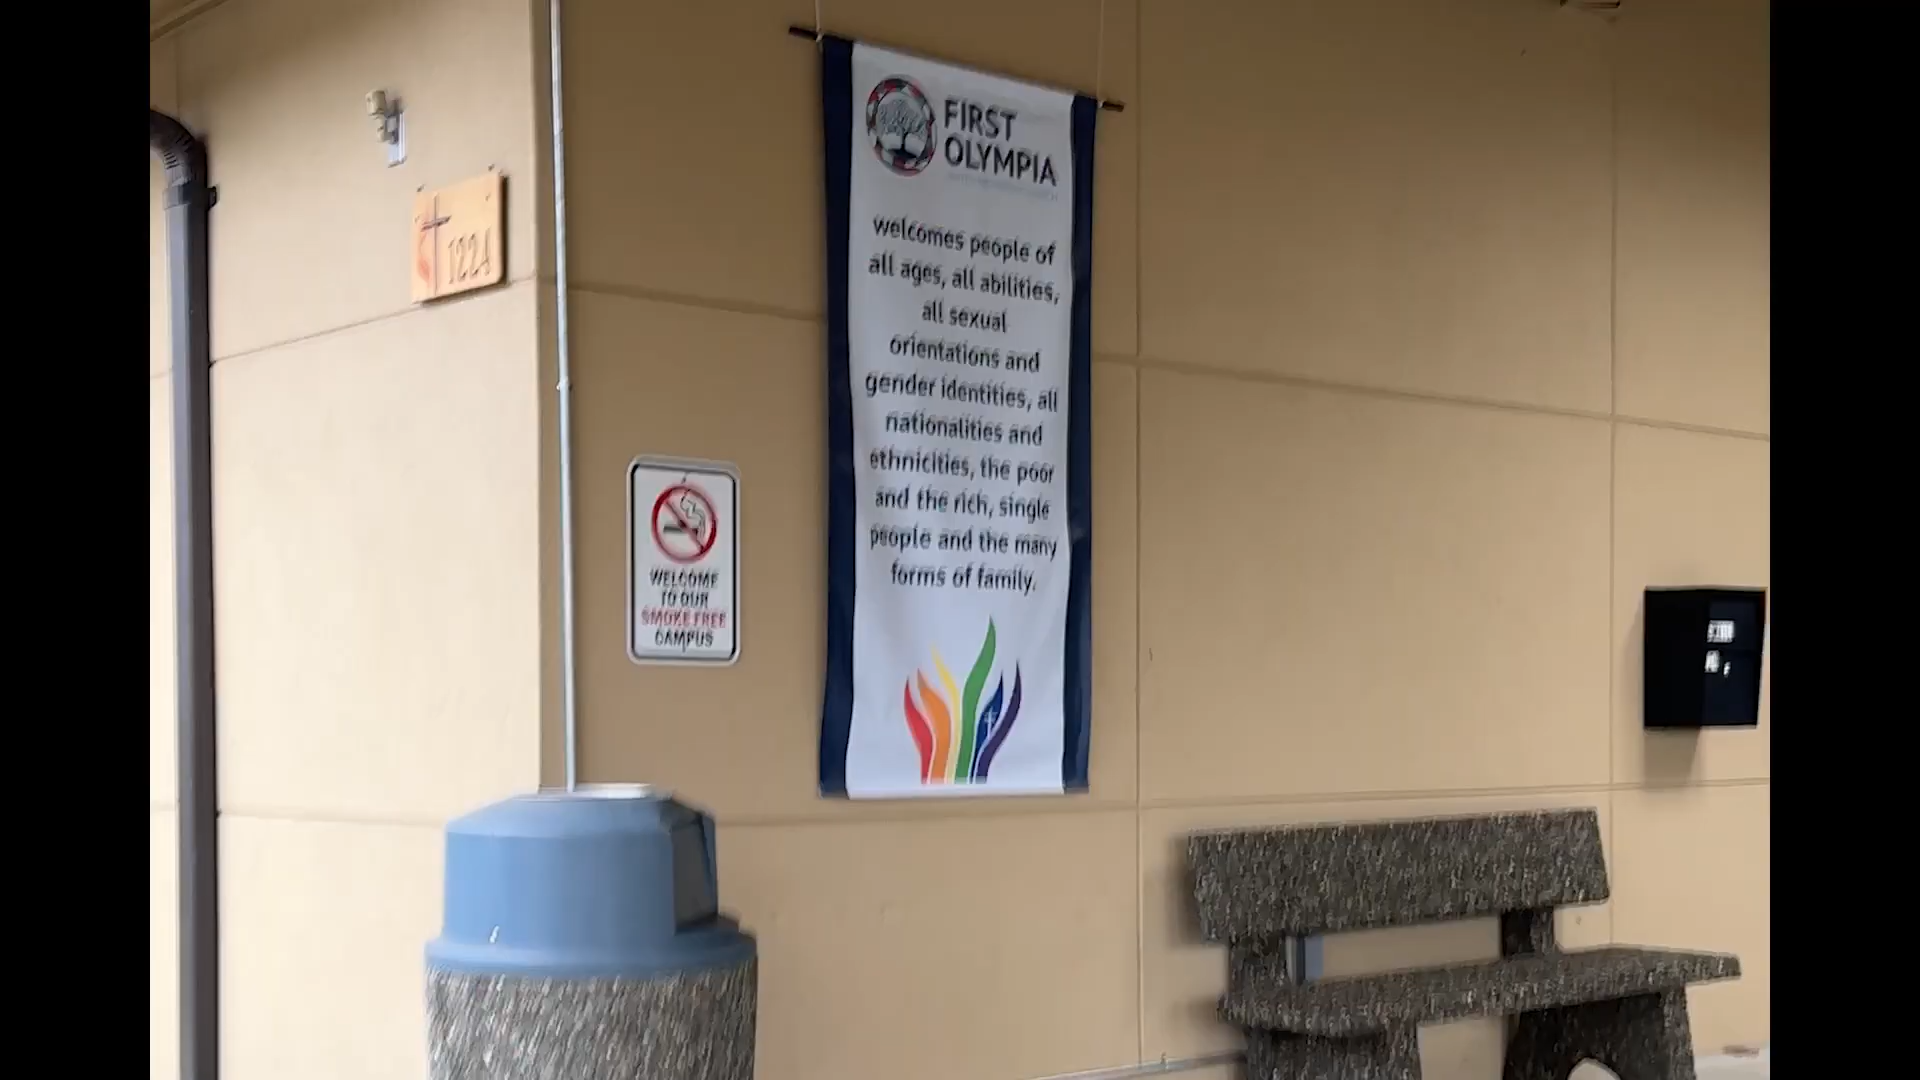 FIRST
OLYMPIA
welcomes people of
all ages, all abilities,
all sexual
orientations and
gender identities, all
nationalities and
ethnicities, the poor
and the rich, single
people and the many
forms of family.
1224
WELCOME
TO OUR
SMOKE FREE
CAMPUS